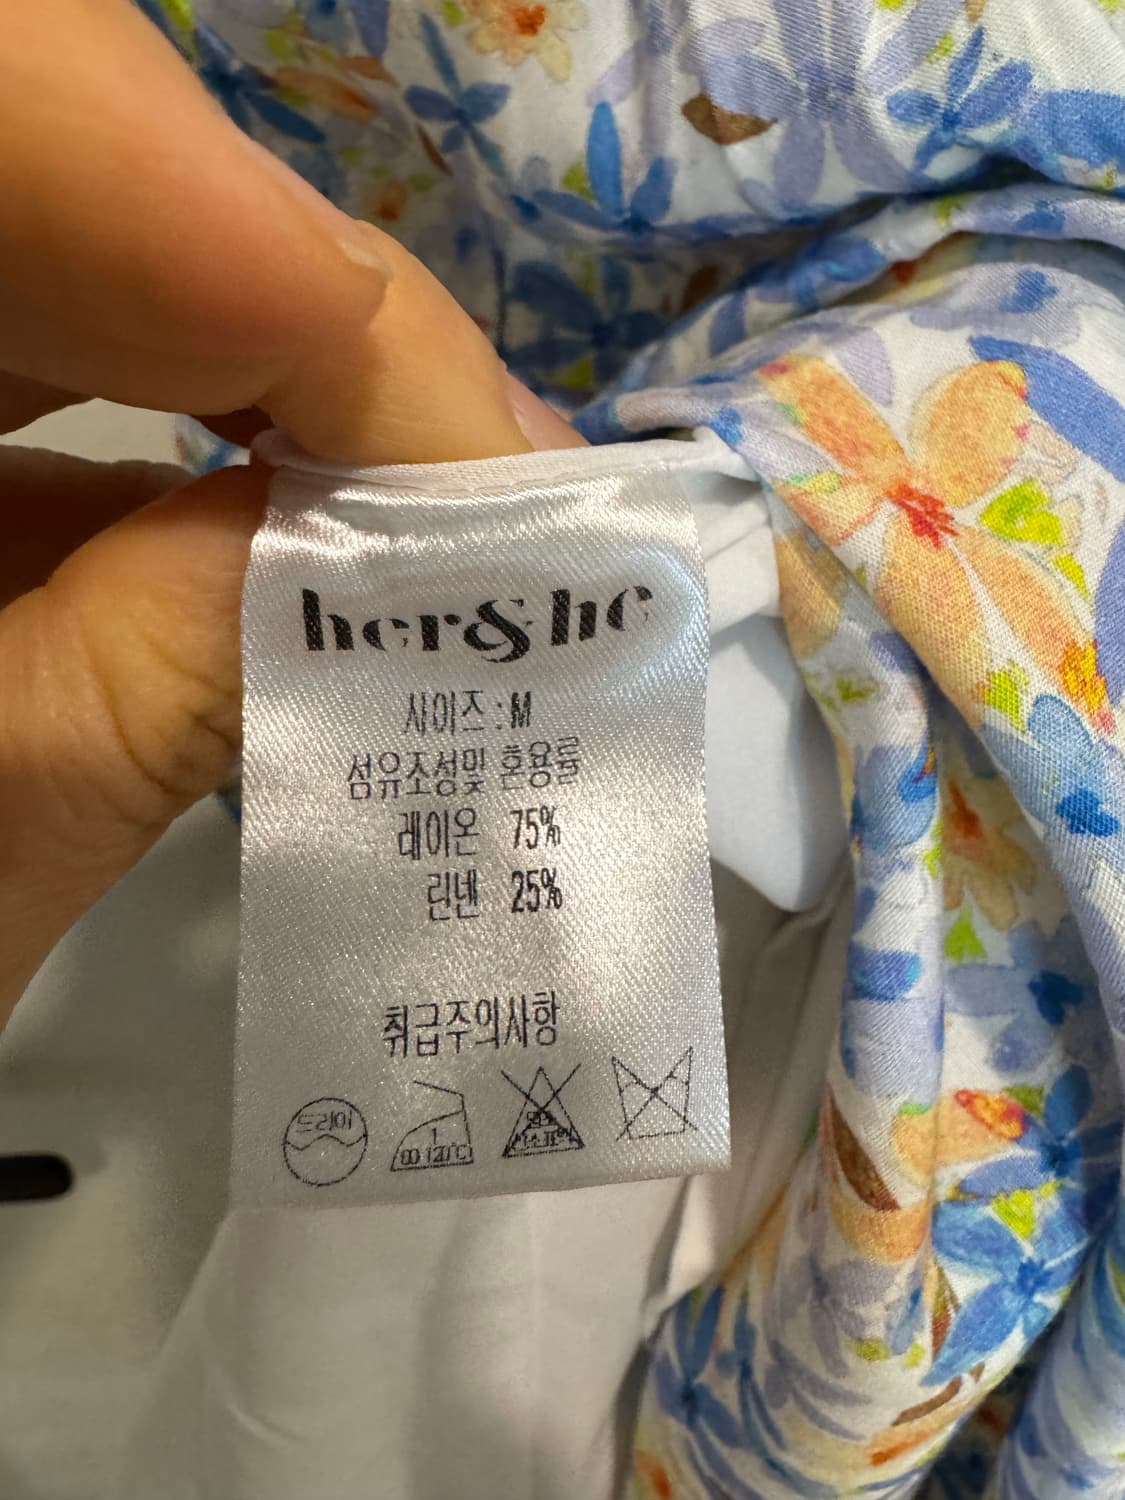 her&he
사이즈 : M
섬유조성및 혼용률
레이온 75%
린넨 25%
취급주의사항
드라이
1